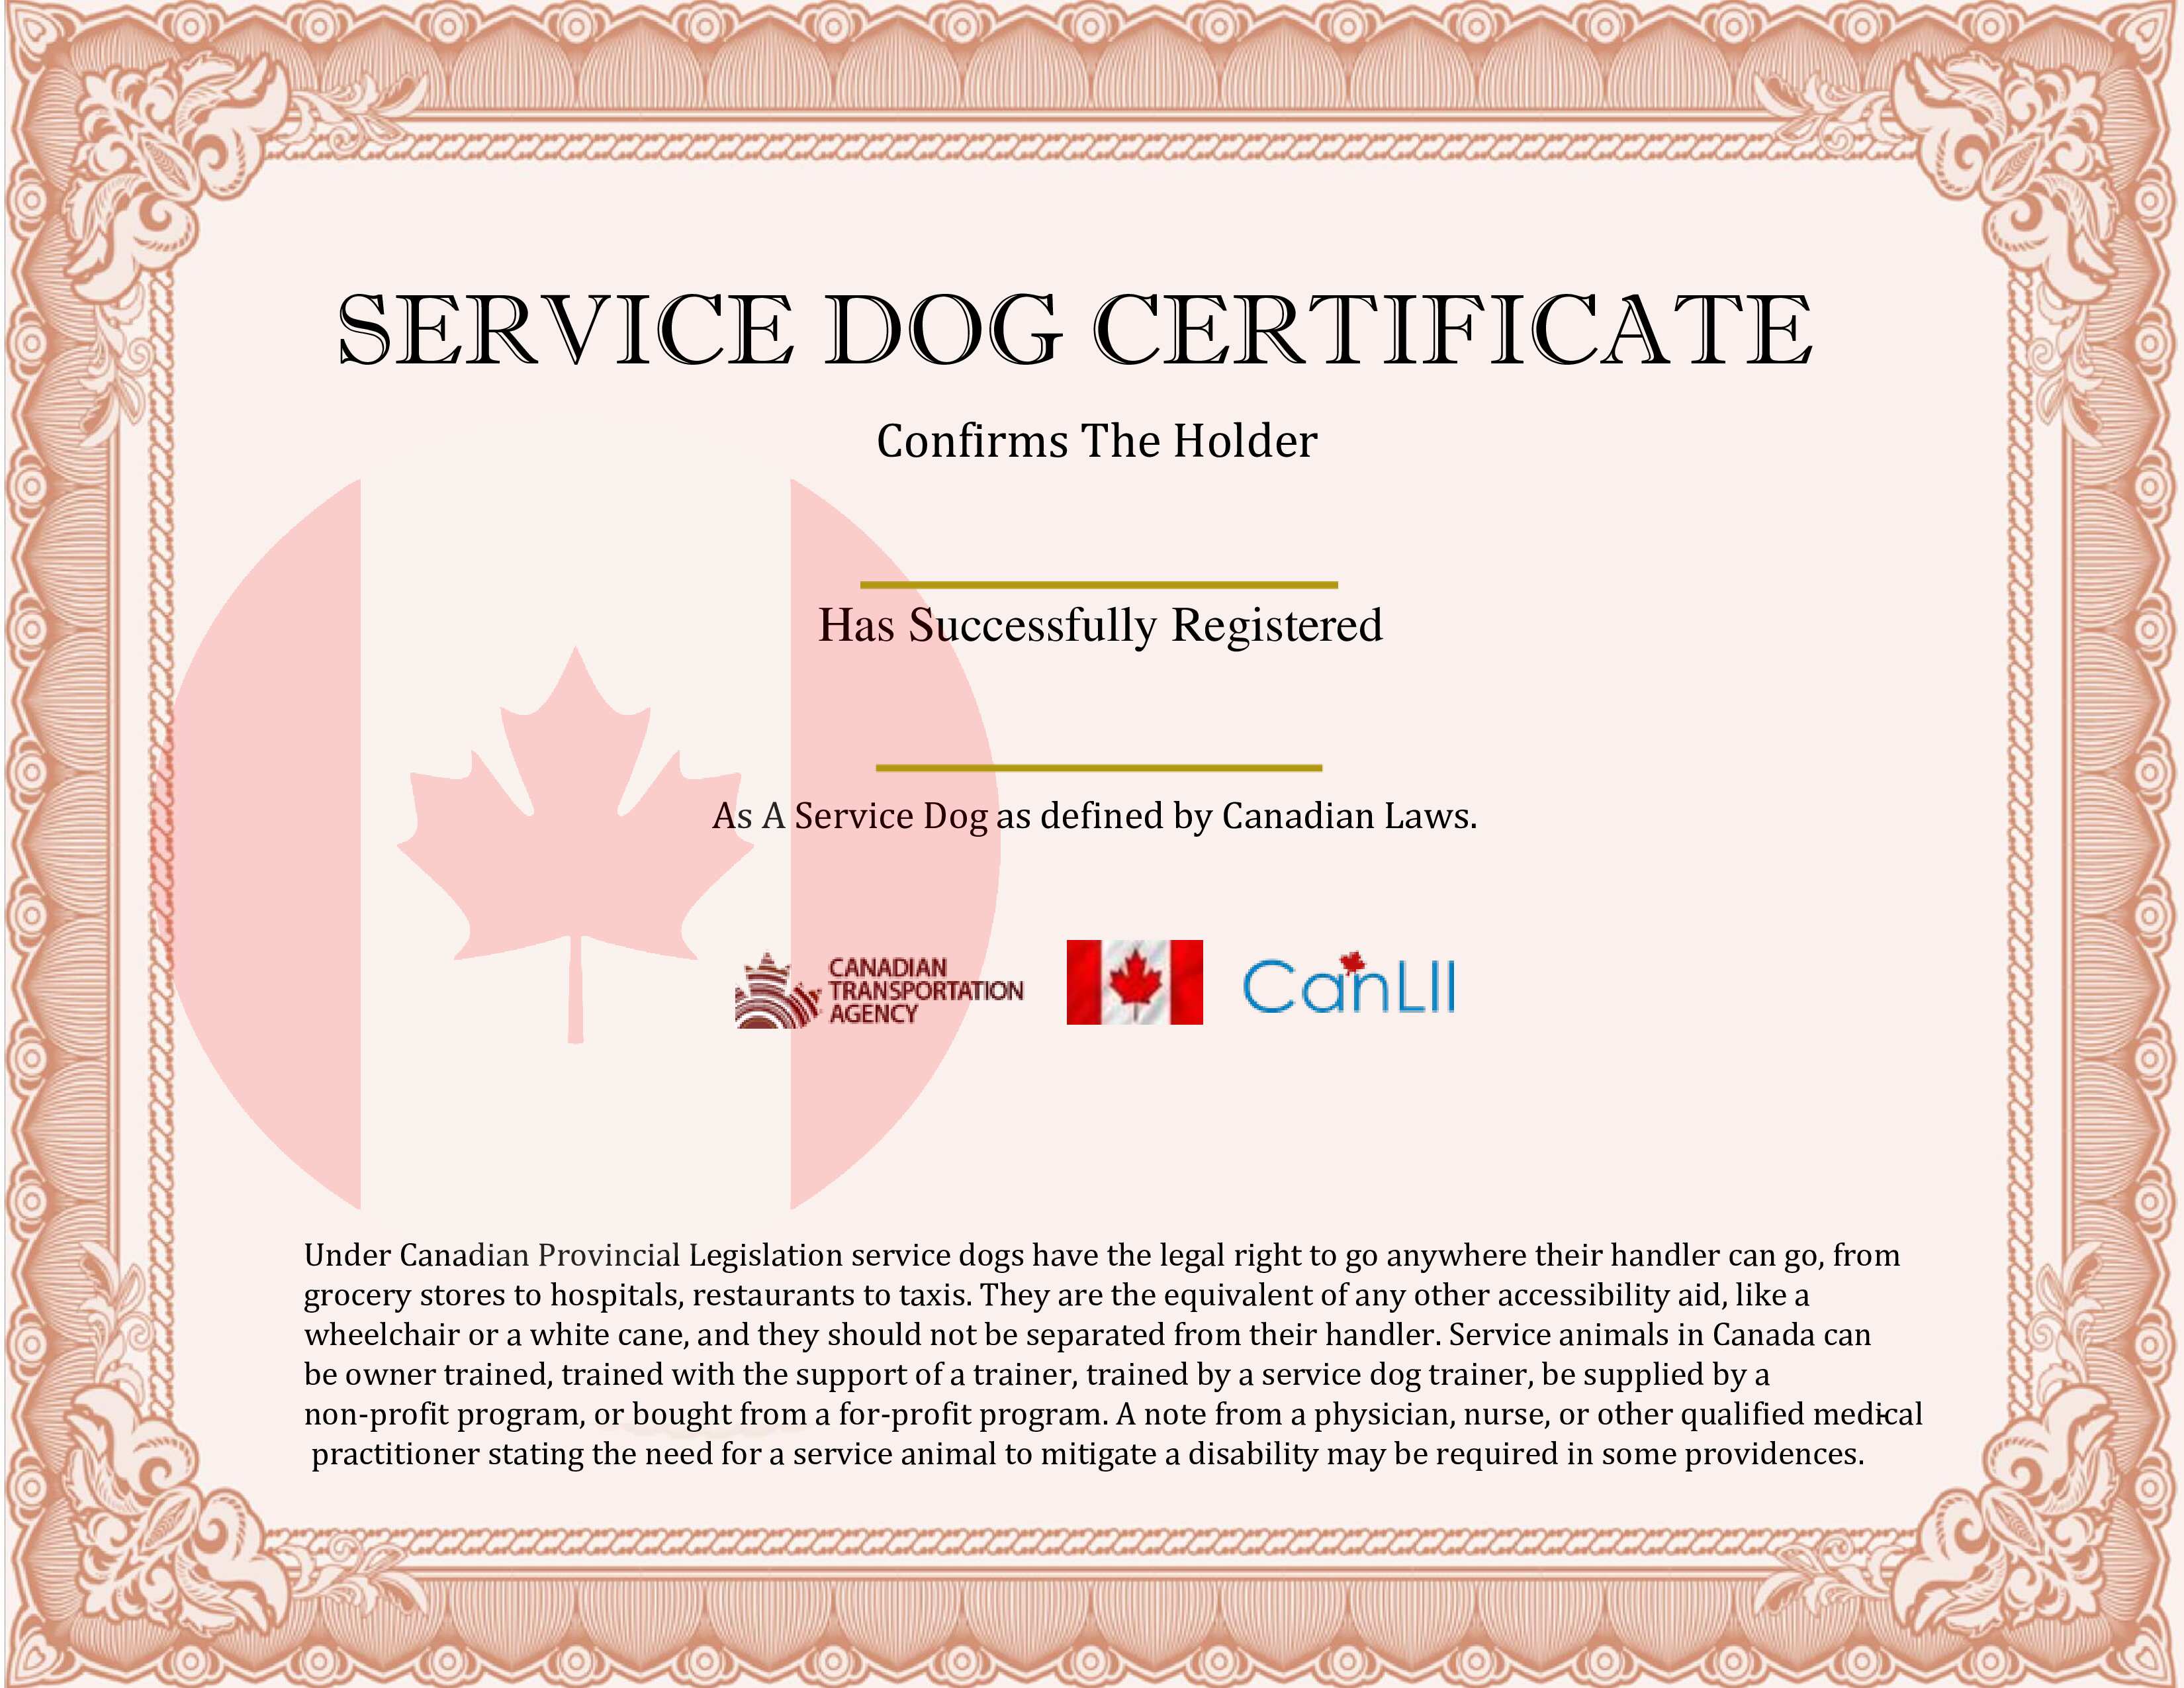 SERVICE DOG CERTIFICATE
Confirms The Holder
Has Successfully Registered
As A Service Dog as defined by Canadian Laws.
CANADIAN
TRANSPORTATION
AGENCY
CanLII
Under Canadian Provincial Legislation service dogs have the legal right to go anywhere their handler can go, from
grocery stores to hospitals, restaurants to taxis. They are the equivalent of any other accessibility aid, like a
wheelchair or a white cane, and they should not be separated from their handler. Service animals in Canada can
be owner trained, trained with the support of a trainer, trained by a service dog trainer, be supplied by a
non-profit program, or bought from a for-profit program. A note from a physician, nurse, or other qualified medical
practitioner stating the need for a service animal to mitigate a disability may be required in some providences.